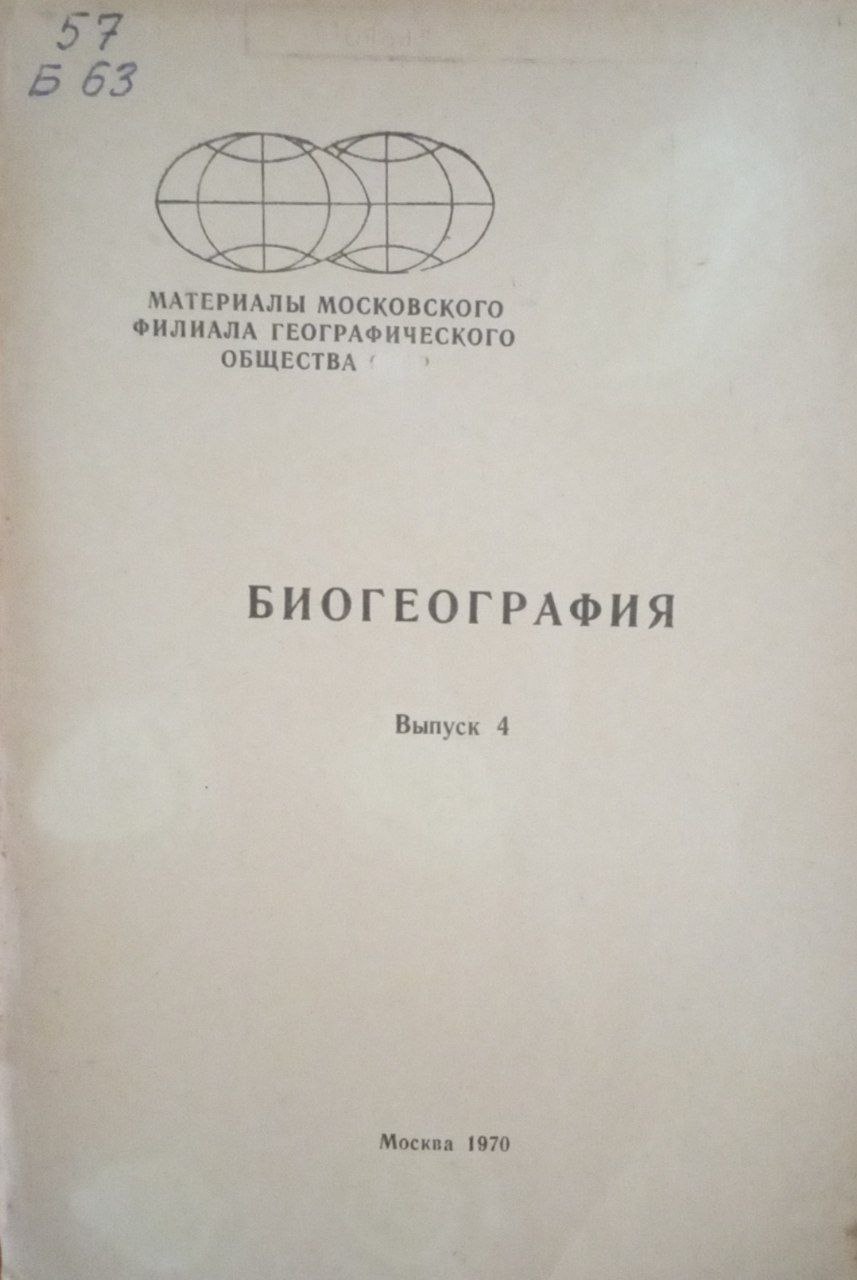 57
Б 63
МАТЕРИАЛЫ МОСКОВСКОГО
ФИЛИАЛА ГЕОГРАФИЧЕСКОГО
ОБЩЕСТВА
БИОГЕОГРАФИЯ
Выпуск 4
Москва 1970